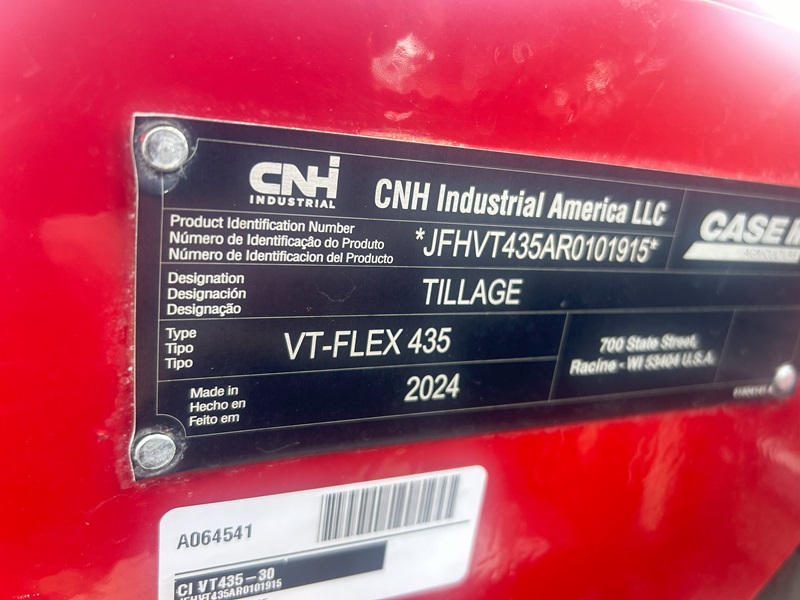 CNH
INDUSTRIAL
CNH Industrial America LLC
CASE
AGRICULTURE
Product Identification Number
Número de Identificação do Produto
Número de Identificacion del Producto
*JFHVT435AR0101915*
Designation
Designación
Designação
TILLAGE
Type
Tipo
Tipo
VT-FLEX 435
700 State Street,
Racine - WI 53404 U.S.A.
Made in
Hecho en
Feito em
2024
A064541
CI VT435-30
JFHVT435AR0101915